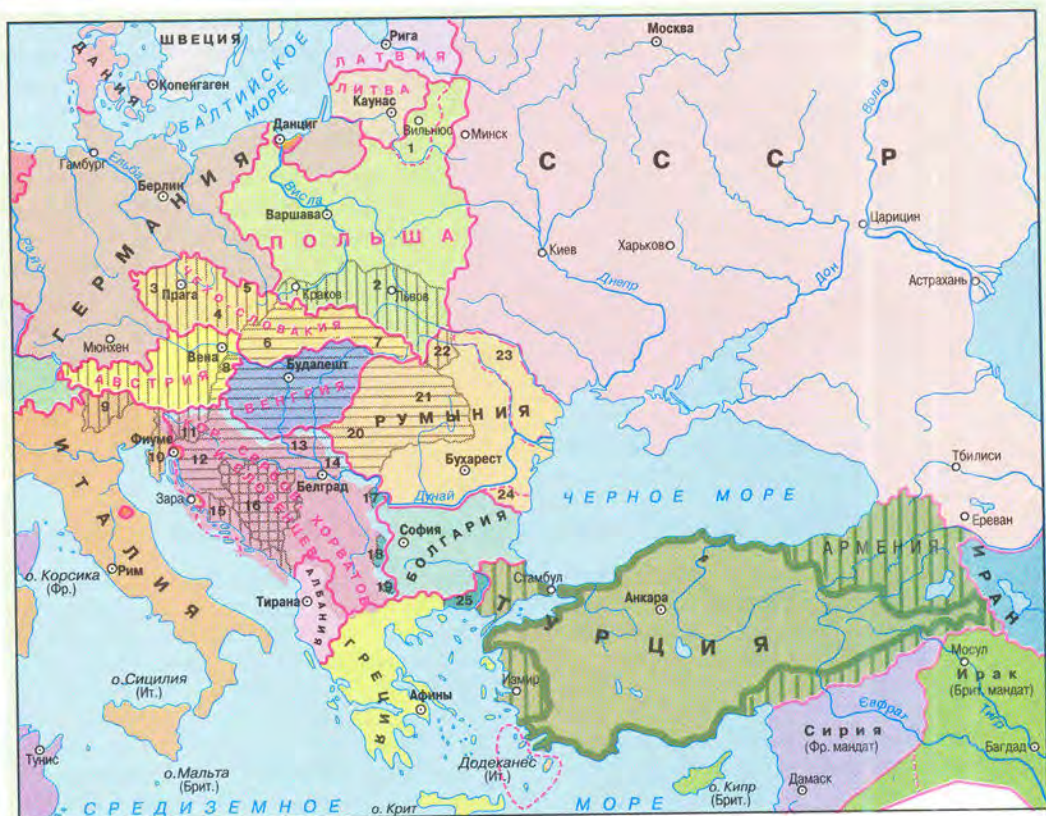 ШВЕЦИЯ
ДАНИЯ
Копенгаген
БАЛТИЙСКОЕ
МОРЕ
Рига
ЛАТВИЯ
ЛИТВА
Каунас
Вильнюс
1
Минск
Москва
Волга
СССР
Данциг
Гамбург
Ельба
Берлин
ГЕРМАНИЯ
Рейн
Висла
Варшава
ПОЛЬША
Киев
Харьков
Царицин
Дон
Днепр
Астрахань
ЧЕХОСЛОВАКИЯ
3
5
Прага
4
Краков
2
Львов
Мюнхен
Вена
6
7
8
22
23
АВСТРИЯ
Будапешт
ВЕНГРИЯ
21
РУМЫНИЯ
20
Бухарест
9
ИТАЛИЯ
Фиуме
10
11
12
13
14
Белград
Зара
15
16
17
Дунай
24
ЧЕРНОЕ МОРЕ
Тбилиси
Ереван
АРМЕНИЯ
ИРАН
София
БОЛГАРИЯ
18
19
25
Стамбул
Анкара
ТУРЦИЯ
о. Корсика
(Фр.)
Рим
Тирана
АЛБАНИЯ
ГРЕЦИЯ
Афины
Измир
Мосул
Ирак
(Брит. мандат)
Тигр
Евфрат
Сирия
(Фр. мандат)
Багдад
Дамаск
о.Сицилия
(Ит.)
Тунис
о.Мальта
(Брит.)
Додеканес
(Ит.)
о. Крит
о.Кипр
(Брит.)
СРЕДИЗЕМНОЕ МОРЕ